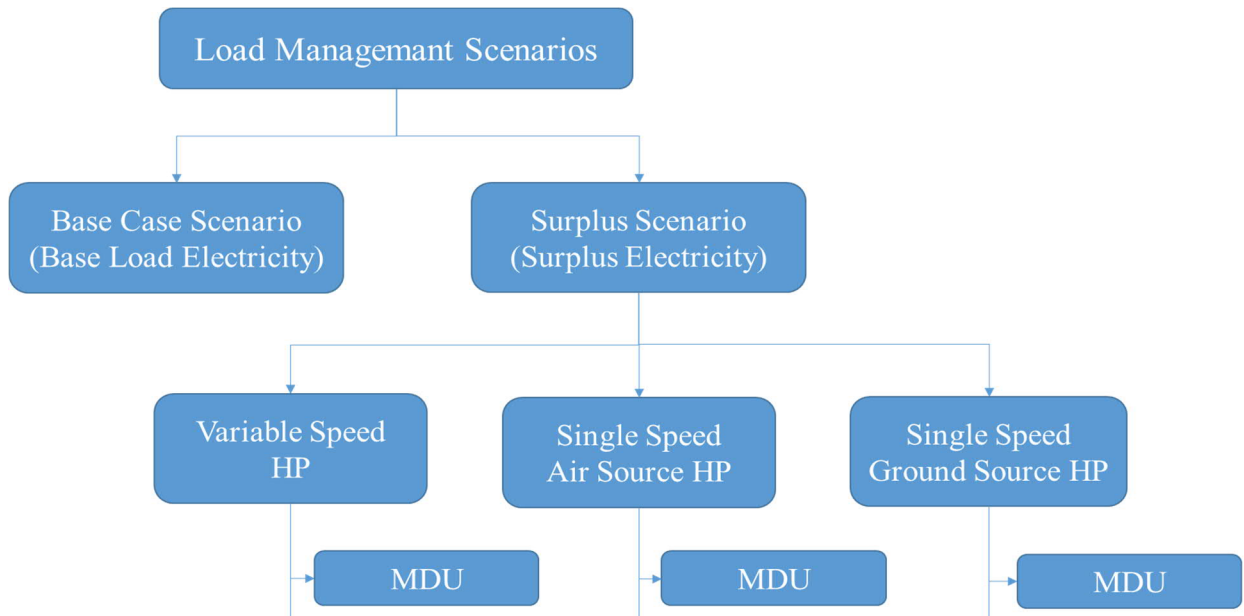 Load Managemant Scenarios
Base Case Scenario
(Base Load Electricity)
Surplus Scenario
(Surplus Electricity)
Variable Speed
HP
Single Speed
Air Source HP
Single Speed
Ground Source HP
MDU
MDU
MDU